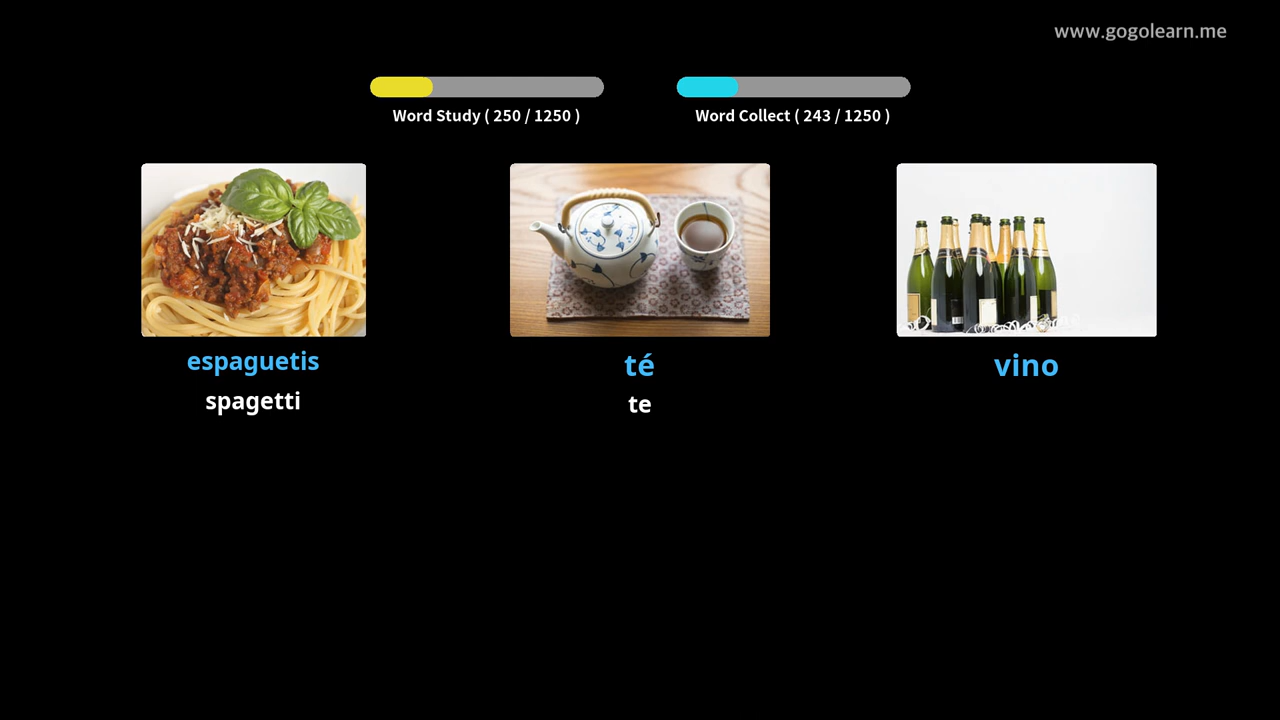 www.gogolearn.me
Word Study ( 250 / 1250 )
Word Collect ( 243 / 1250 )
espaguetis
spagetti
té
te
vino